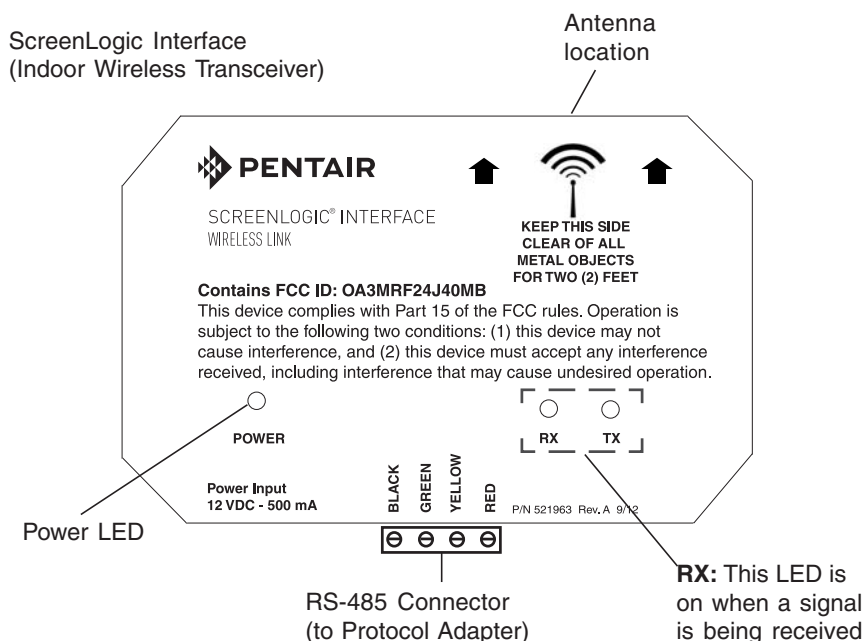 ScreenLogic Interface
(Indoor Wireless Transceiver)
Antenna
location
PENTAIR
SCREENLOGIC® INTERFACE
WIRELESS LINK
KEEP THIS SIDE
CLEAR OF ALL
METAL OBJECTS
FOR TWO (2) FEET
Contains FCC ID: OA3MRF24J40MB
This device complies with Part 15 of the FCC rules. Operation is
subject to the following two conditions: (1) this device may not
cause interference, and (2) this device must accept any interference
received, including interference that may cause undesired operation.
POWER
RX TX
Power Input
12 VDC - 500 mA
BLACK
GREEN
YELLOW
RED
P/N 521963 Rev. A 9/12
Power LED
RS-485 Connector
(to Protocol Adapter)
RX: This LED is
on when a signal
is being received